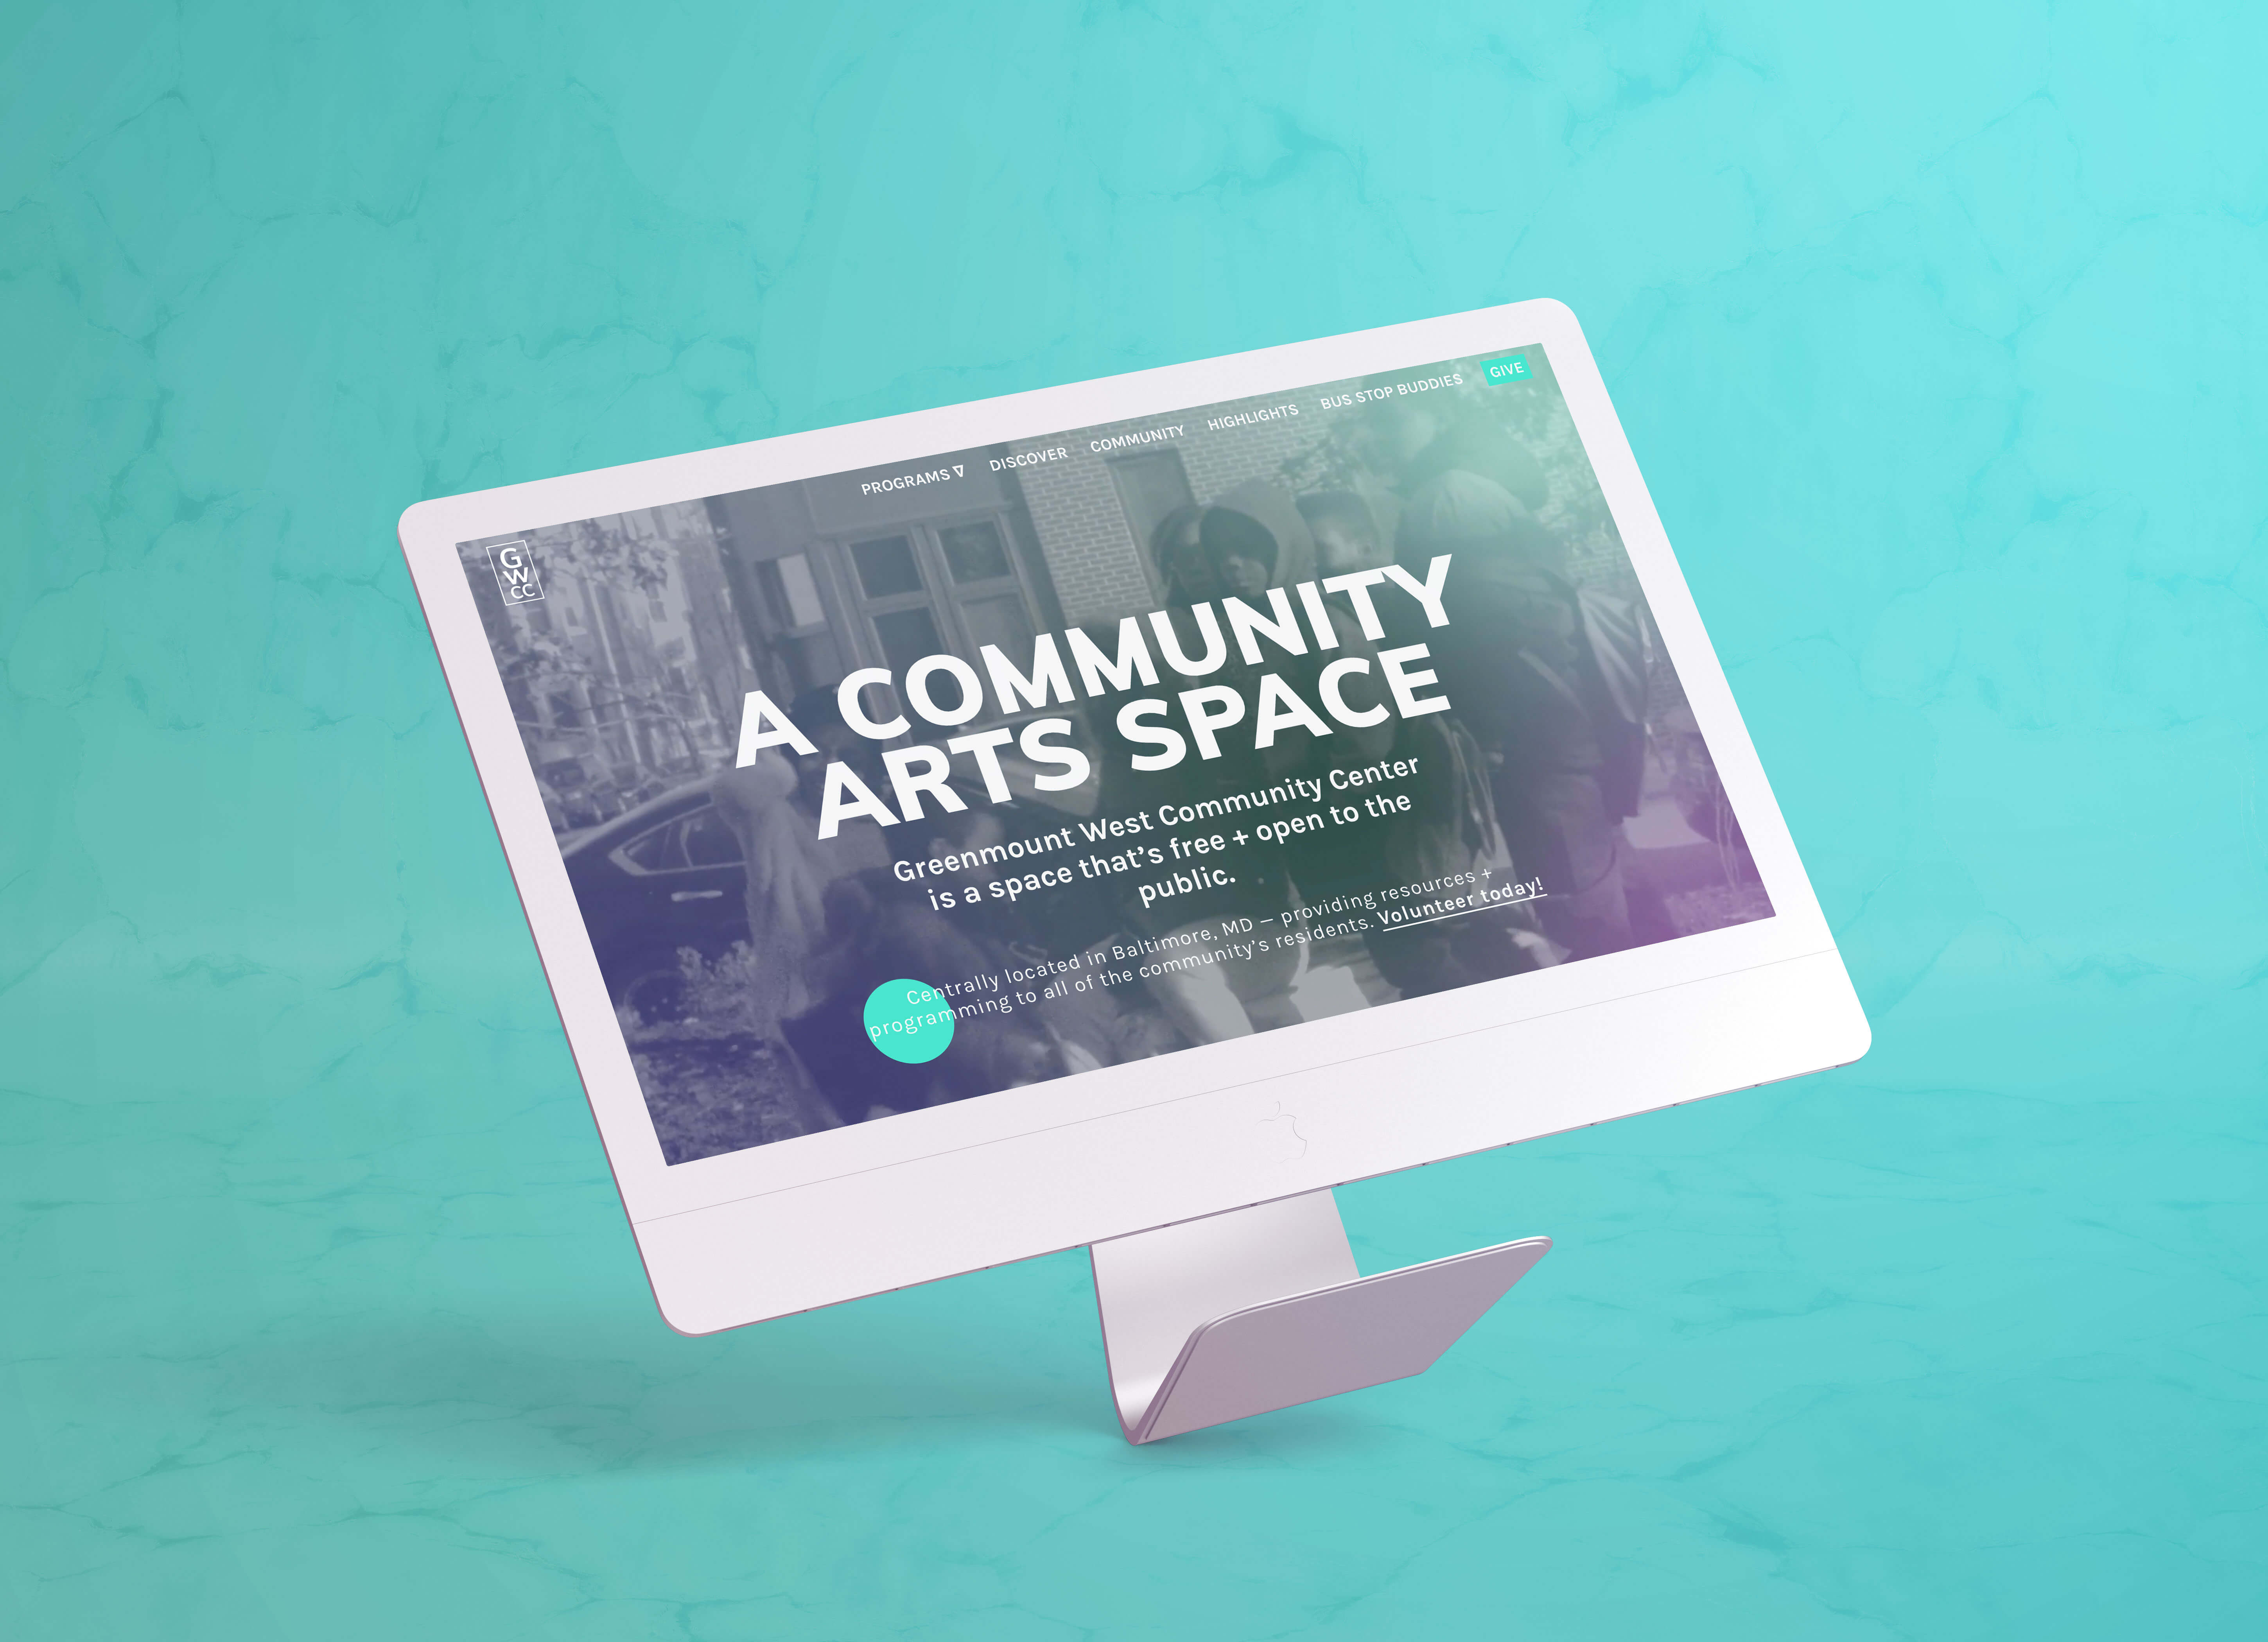 G
W
CC
PROGRAMS ∇ DISCOVER COMMUNITY HIGHLIGHTS BUS STOP BUDDIES GIVE
A COMMUNITY
ARTS SPACE
Greenmount West Community Center
is a space that’s free + open to the
public.
Centrally located in Baltimore, MD — providing resources +
programming to all of the community’s residents. Volunteer today!